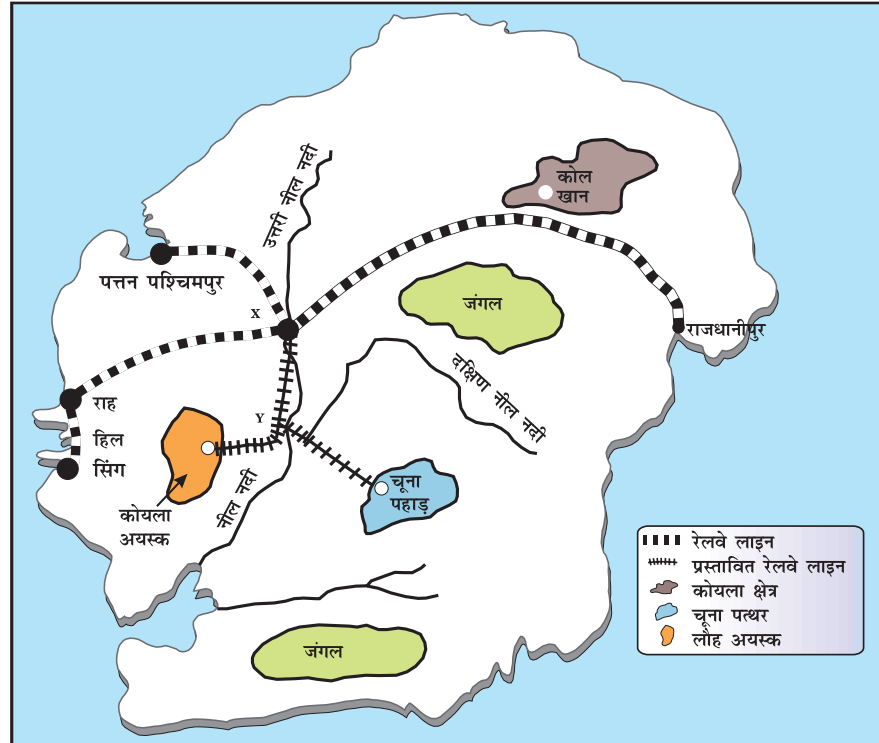 उत्तरी नील नदी
कोल
खान
पत्तन पश्चिमपुर
X
जंगल
राजधानीपुर
दक्षिण नील नदी
राह
Y
हिल
सिंग
चूना
पहाड़
नील नदी
कोयला
अयस्क
रेलवे लाइन
प्रस्तावित रेलवे लाइन
कोयला क्षेत्र
चूना पत्थर
लौह अयस्क
जंगल